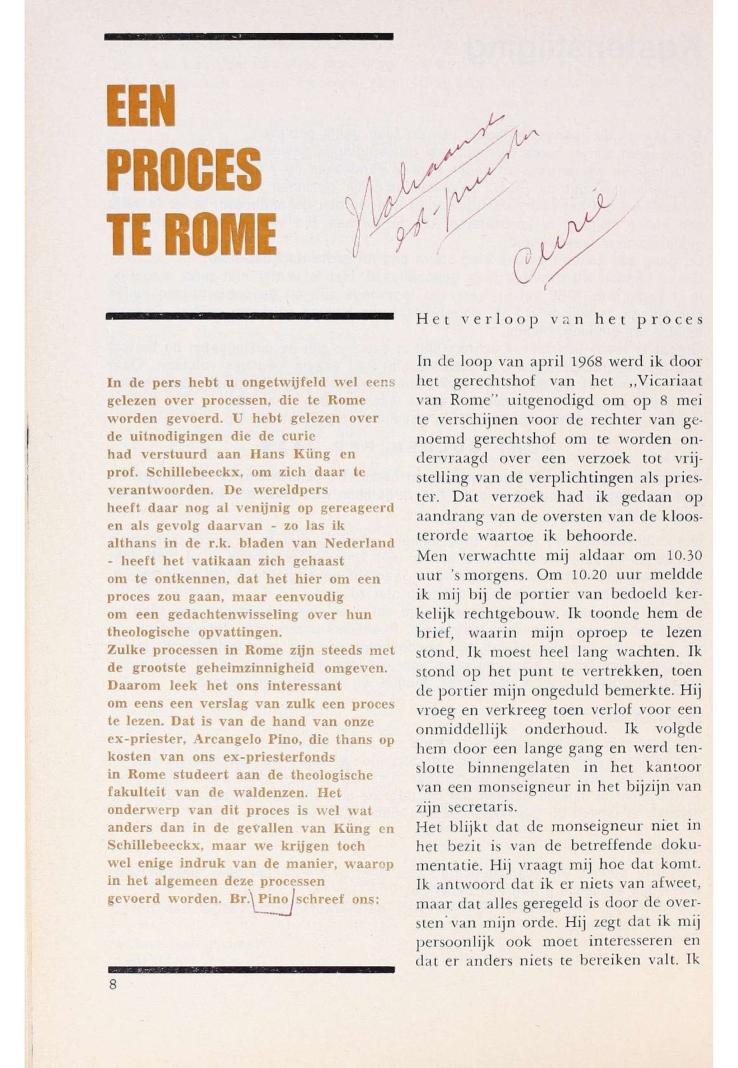 EEN
PROCES
TE ROME
Italiaanse
ex-priester
Curie
In de pers hebt u ongetwijfeld wel eens
gelezen over processen, die te Rome
worden gevoerd. U hebt gelezen over
de uitnodigingen die de curie
had verstuurd aan Hans Küng en
prof. Schillebeeckx, om zich daar te
verantwoorden. De wereldpers
heeft daar nog al venijnig op gereageerd
en als gevolg daarvan - zo las ik
althans in de r.k. bladen van Nederland
- heeft het vatikaan zich gehaast
om te ontkennen, dat het hier om een
proces zou gaan, maar eenvoudig
om een gedachtenwisseling over hun
theologische opvattingen.
Zulke processen in Rome zijn steeds met
de grootste geheimzinnigheid omgeven.
Daarom leek het ons interessant
om eens een verslag van zulk een proces
te lezen. Dat is van de hand van onze
ex-priester, Arcangelo Pino, die thans op
kosten van ons ex-priesterfonds
in Rome studeert aan de theologische
fakulteit van de waldenzen. Het
onderwerp van dit proces is wel wat
anders dan in de gevallen van Küng en
Schillebeeckx, maar we krijgen toch
wel enige indruk van de manier, waarop
in het algemeen deze processen
gevoerd worden. Br. Pino schreef ons:
Het verloop van het proces
In de loop van april 1968 werd ik door
het gerechtshof van het „Vicariaat
van Rome" uitgenodigd om op 8 mei
te verschijnen voor de rechter van ge-
noemd gerechtshof om te worden on-
dervraagd over een verzoek tot vrij-
stelling van de verplichtingen als pries-
ter. Dat verzoek had ik gedaan op
aandrang van de oversten van de kloos-
terorde waartoe ik behoorde.
Men verwachtte mij aldaar om 10.30
uur 's morgens. Om 10.20 uur meldde
ik mij bij de portier van bedoeld ker-
kelijk rechtgebouw. Ik toonde hem de
brief, waarin mijn oproep te lezen
stond. Ik moest heel lang wachten. Ik
stond op het punt te vertrekken, toen
de portier mijn ongeduld bemerkte. Hij
vroeg en verkreeg toen verlof voor een
onmiddellijk onderhoud. Ik volgde
hem door een lange gang en werd ten-
slotte binnengelaten in het kantoor
van een monseigneur in het bijzijn van
zijn secretaris.
Het blijkt dat de monseigneur niet in
het bezit is van de betreffende doku-
mentatie. Hij vraagt mij hoe dat komt.
Ik antwoord dat ik er niets van afweet,
maar dat alles geregeld is door de over-
sten van mijn orde. Hij zegt dat ik mij
persoonlijk ook moet interesseren en
dat er anders niets te bereiken valt. Ik
8